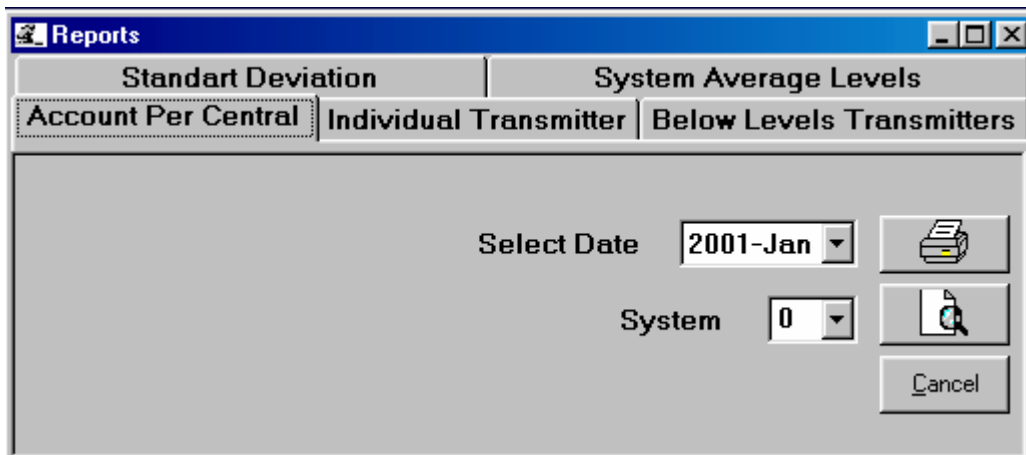 Reports
Standart Deviation System Average Levels
Account Per Central Individual Transmitter Below Levels Transmitters
Select Date 2001-Jan
System 0
Cancel